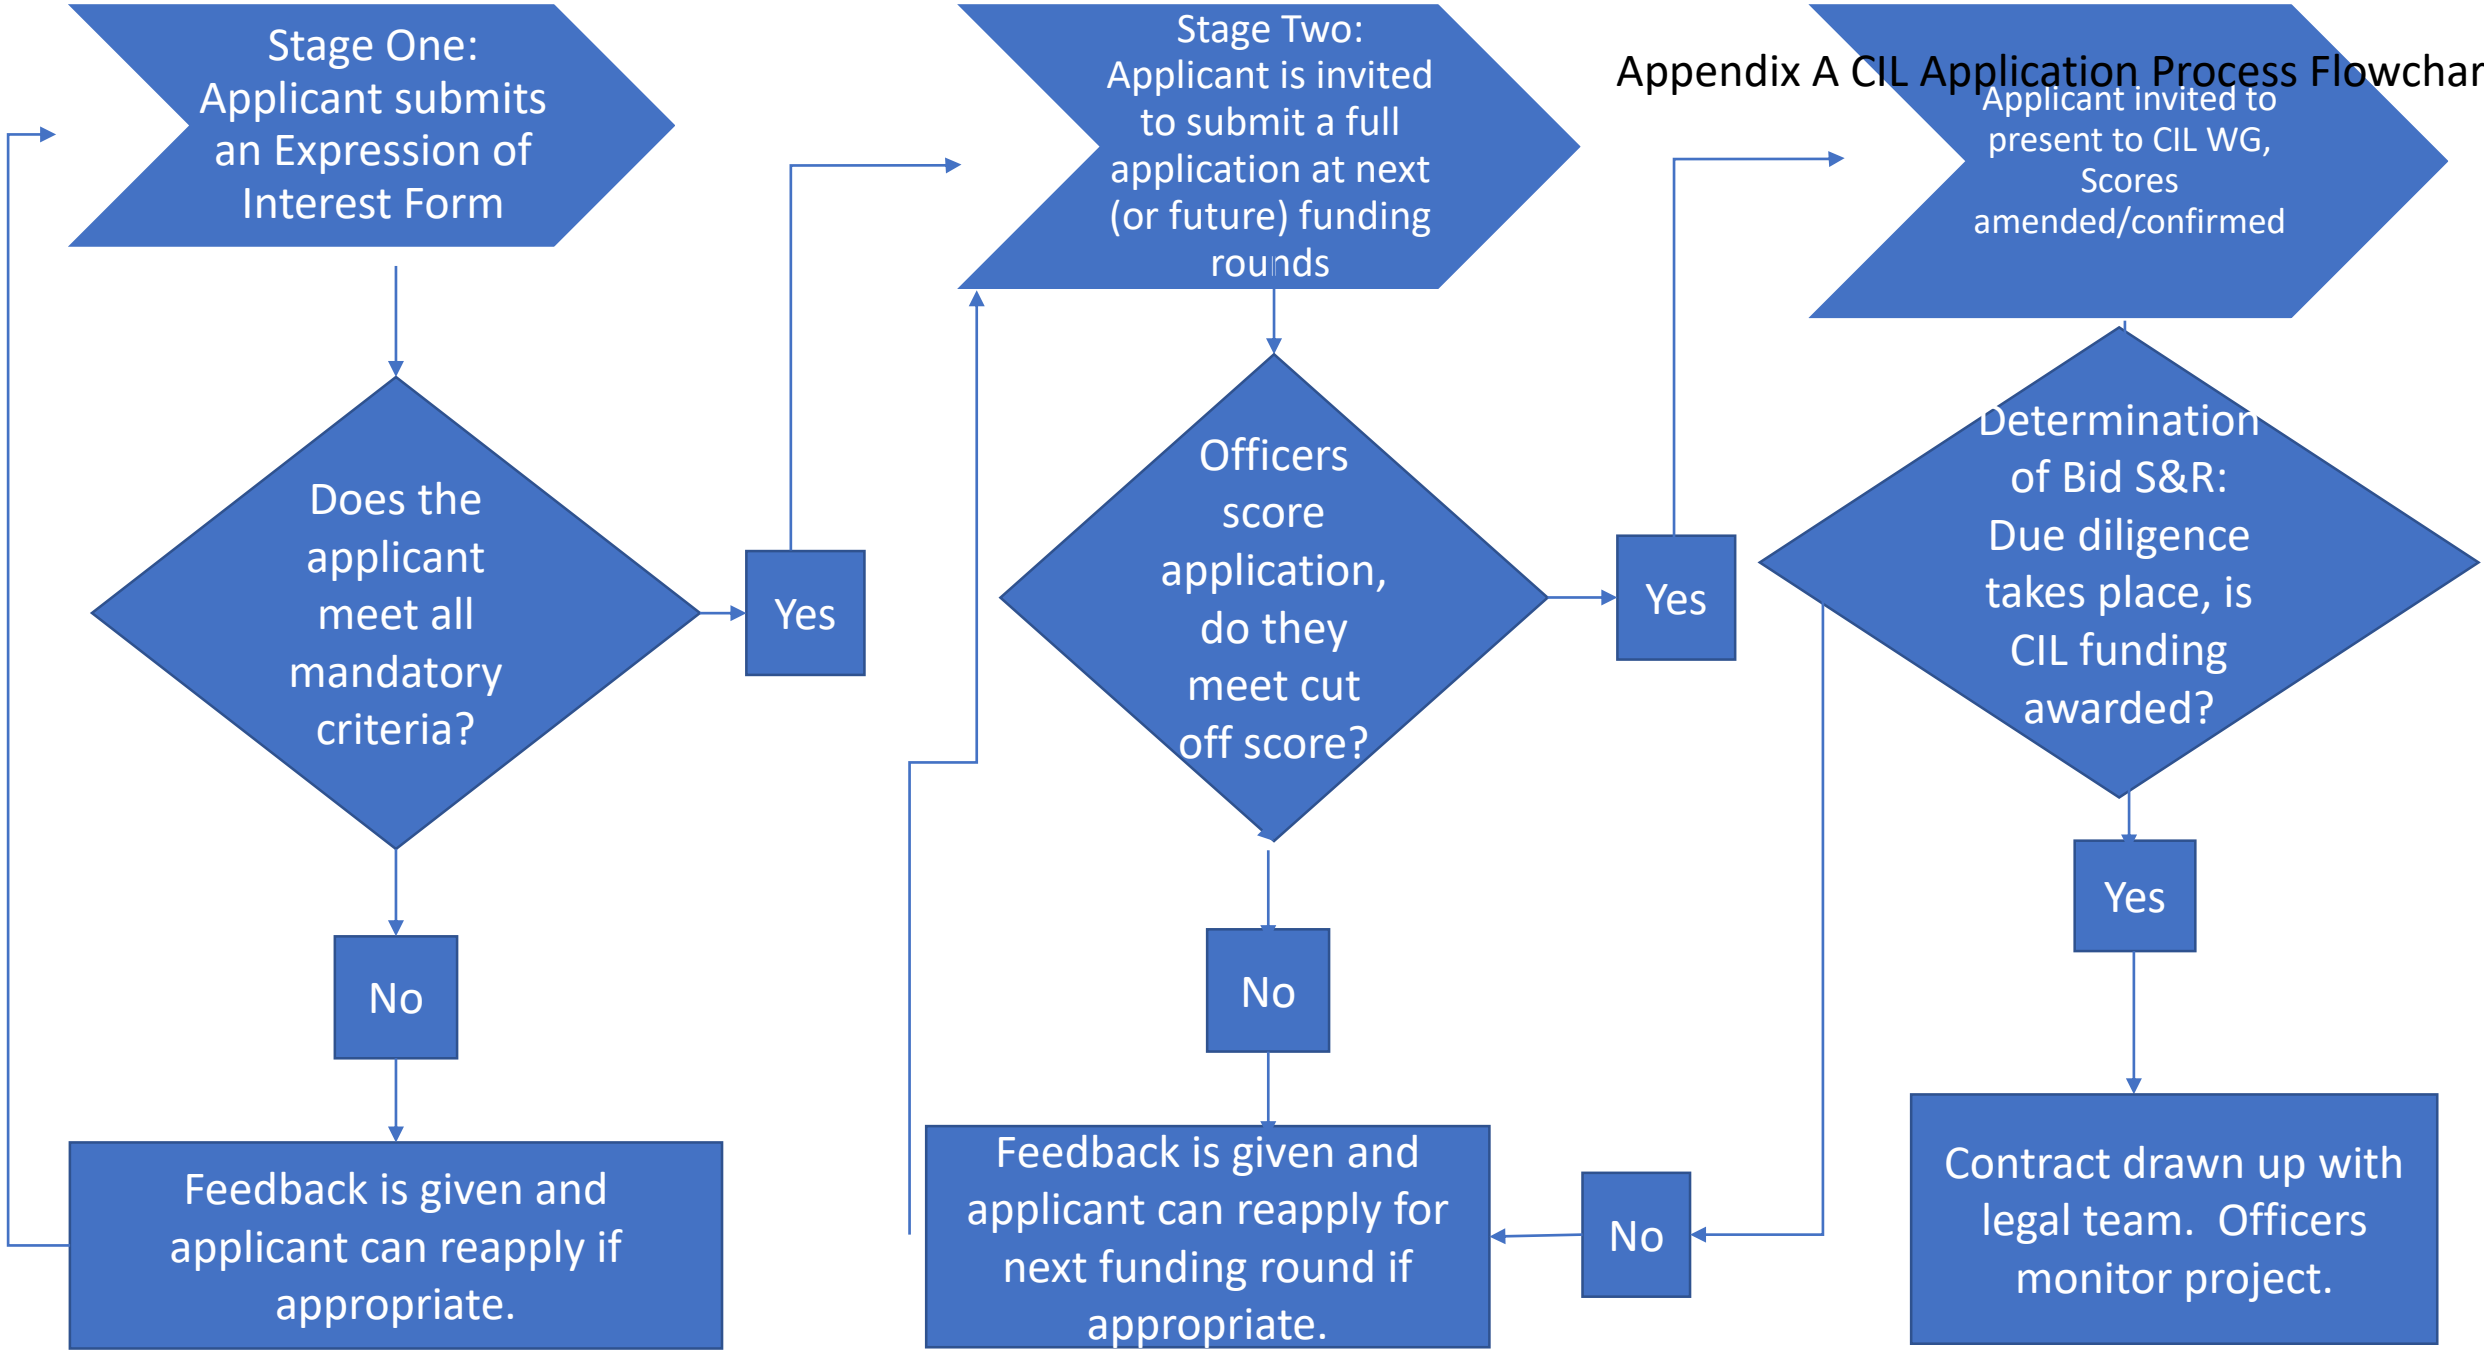 Appendix A CIL Application Process Flowchar
Stage One:
Applicant submits
an Expression of
Interest Form
Does the
applicant
meet all
mandatory
criteria?
Yes
No
Feedback is given and
applicant can reapply if
appropriate.
Stage Two:
Applicant is invited
to submit a full
application at next
(or future) funding
rounds
Officers
score
application,
do they
meet cut
off score?
Yes
No
Feedback is given and
applicant can reapply for
next funding round if
appropriate.
Applicant invited to
present to CIL WG,
Scores
amended/confirmed
Determination
of Bid S&R:
Due diligence
takes place, is
CIL funding
awarded?
No
Yes
Contract drawn up with
legal team.  Officers
monitor project.